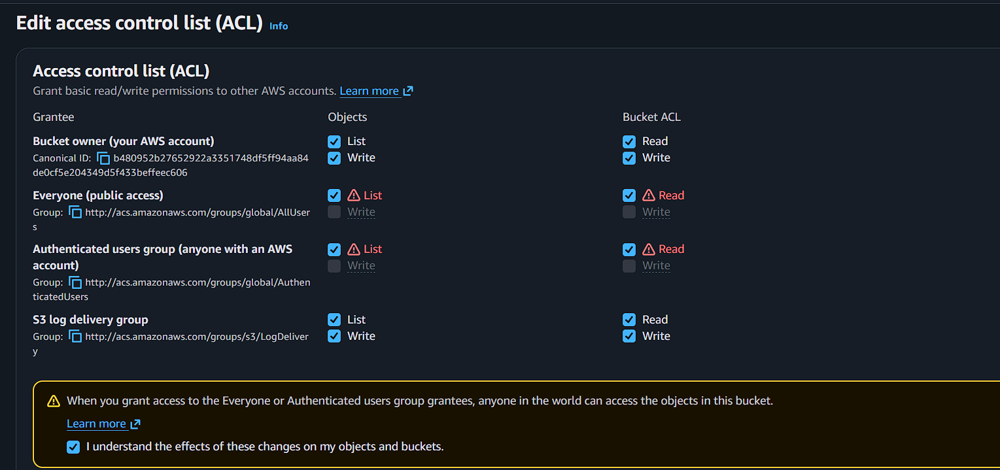 Edit access control list (ACL) Info
Access control list (ACL)
Grant basic read/write permissions to other AWS accounts. Learn more
Grantee Objects Bucket ACL
Bucket owner (your AWS account) List Read
Canonical ID: b480952b27652922a3351748df5ff94aa84 Write Write
de0cf5e204349d5f433beffeec606
Everyone (public access) List Read
Group: http://acs.amazonaws.com/groups/global/AllUser Write Write
s
Authenticated users group (anyone with an AWS List Read
account) Write Write
Group: http://acs.amazonaws.com/groups/global/Authen
ticatedUsers
S3 log delivery group List Read
Group: http://acs.amazonaws.com/groups/s3/LogDeliver Write Write
y
When you grant access to the Everyone or Authenticated users group grantees, anyone in the world can access the objects in this bucket.
Learn more
I understand the effects of these changes on my objects and buckets.